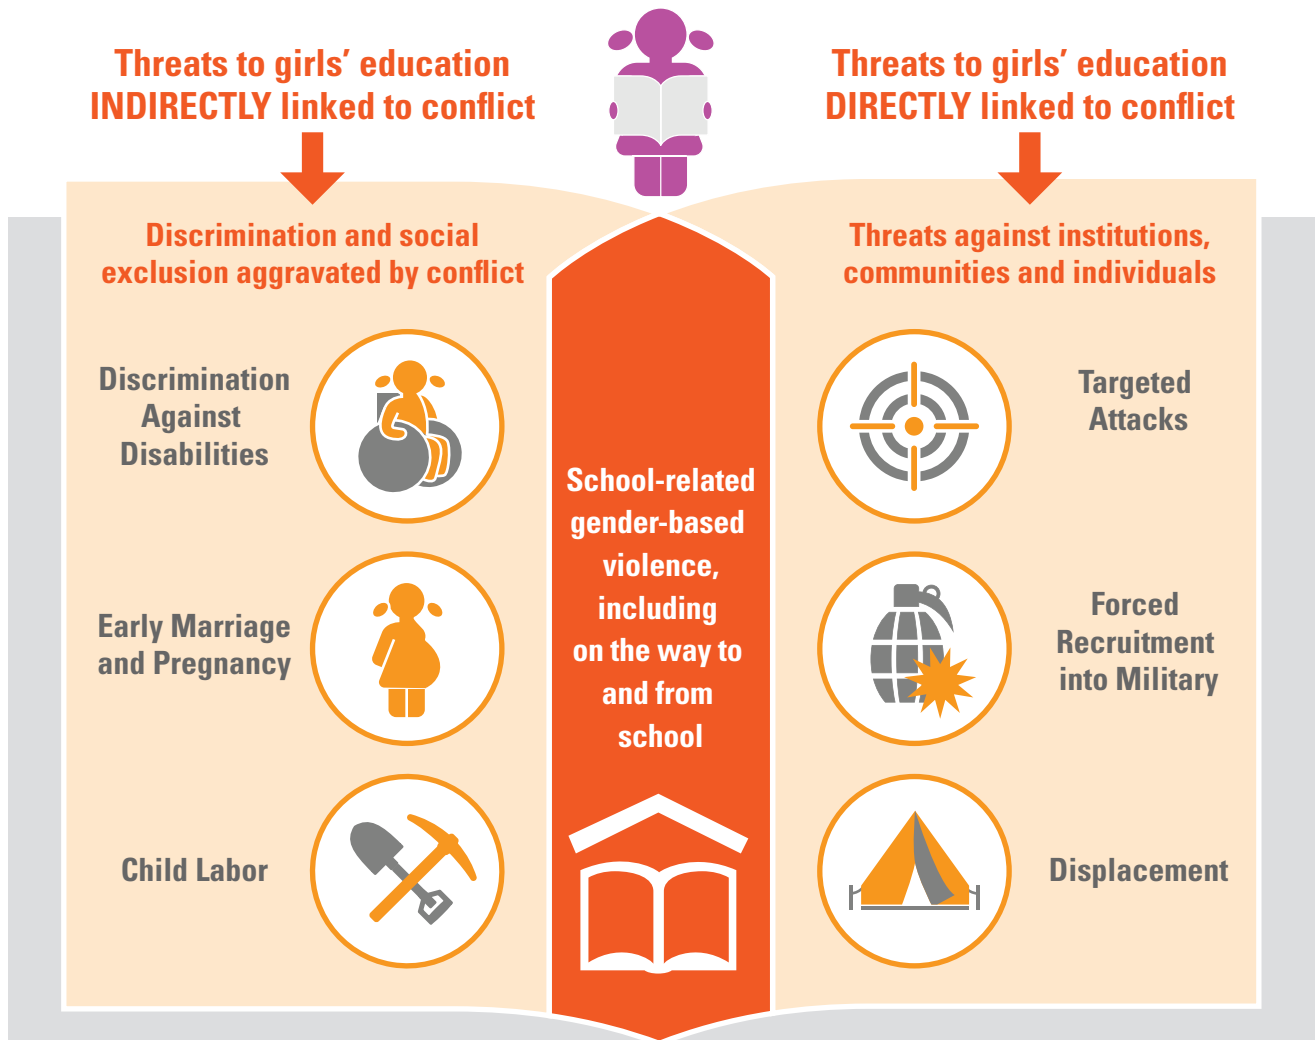 Threats to girls’ education
INDIRECTLY linked to conflict
Discrimination and social
exclusion aggravated by conflict
Discrimination
Against
Disabilities
Early Marriage
and Pregnancy
Child Labor
School-related
gender-based
violence,
including
on the way to
and from
school
Threats to girls’ education
DIRECTLY linked to conflict
Threats against institutions,
communities and individuals
Targeted
Attacks
Forced
Recruitment
into Military
Displacement